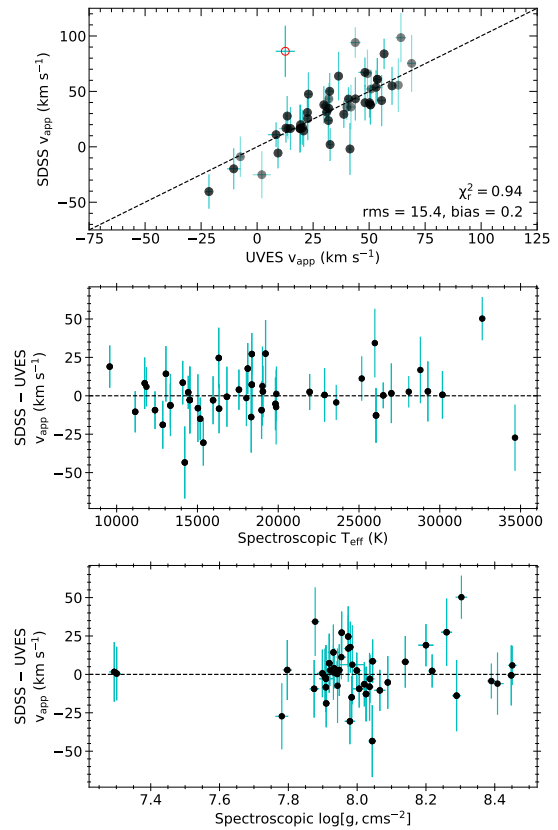 100
50
0
−50
SDSS v_app (km s⁻¹)
χ²_r = 0.94
rms = 15.4, bias = 0.2
−75 −50 −25 0 25 50 75 100 125
UVES v_app (km s⁻¹)
50
25
0
−25
−50
SDSS − UVES
v_app (km s⁻¹)
10000 15000 20000 25000 30000 35000
Spectroscopic T_eff (K)
50
25
0
−25
−50
SDSS − UVES
v_app (km s⁻¹)
7.4 7.6 7.8 8.0 8.2 8.4
Spectroscopic log[g, cms⁻²]